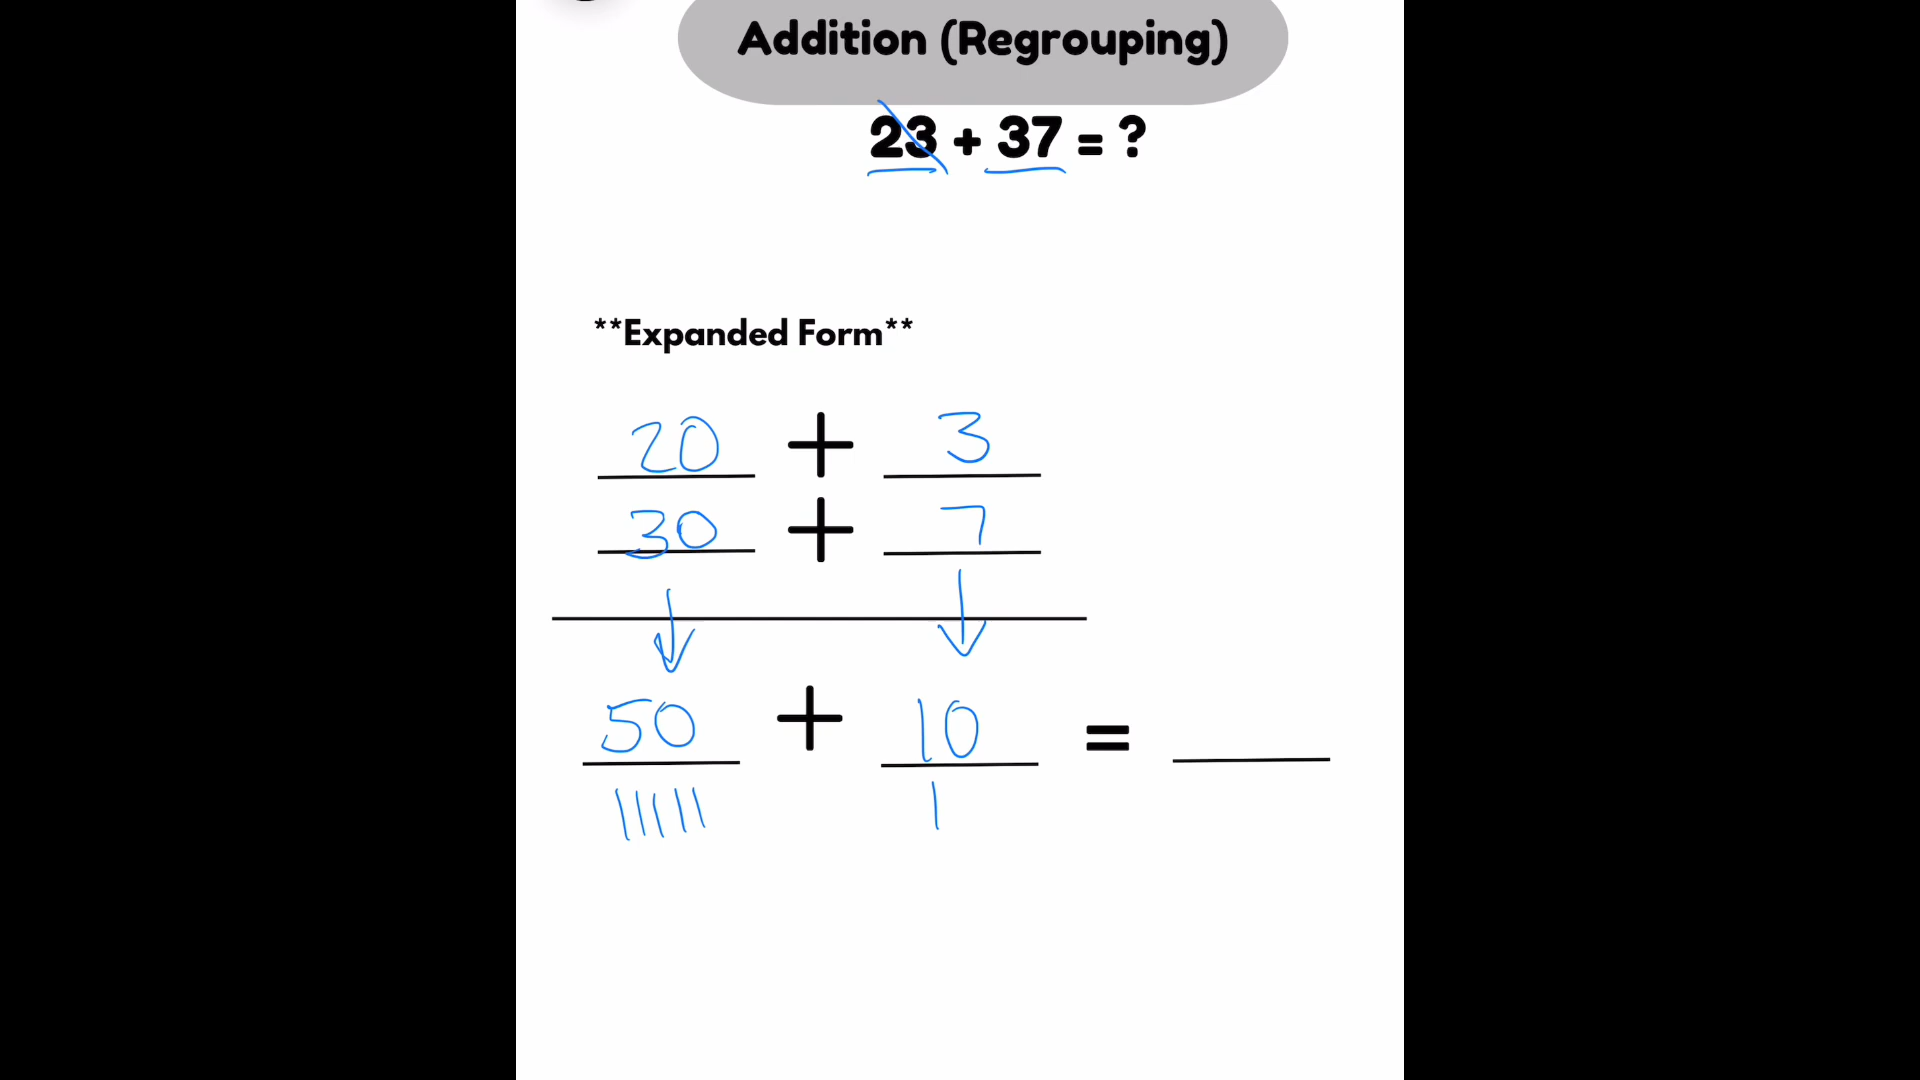 Addition (Regrouping)
23 + 37 = ?
**Expanded Form**
20 + 3
30 + 7
50 + 10 =